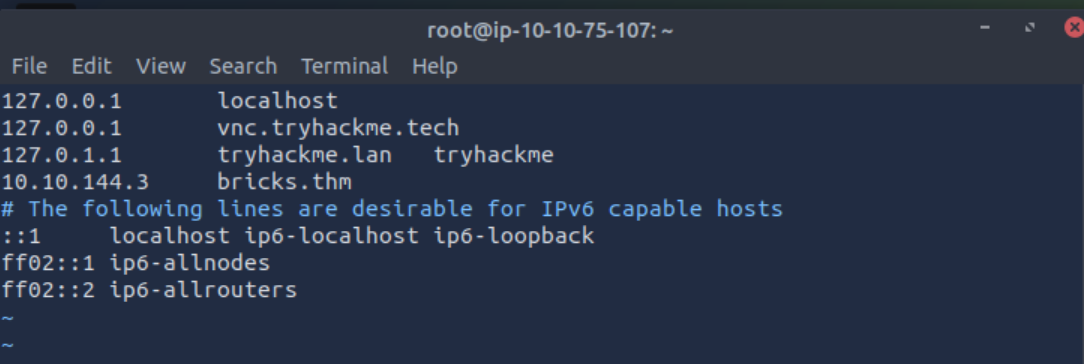 root@ip-10-10-75-107: ~
File Edit View Search Terminal Help
127.0.0.1       localhost
127.0.0.1       vnc.tryhackme.tech
127.0.1.1       tryhackme.lan   tryhackme
10.10.144.3     bricks.thm
# The following lines are desirable for IPv6 capable hosts
::1     localhost ip6-localhost ip6-loopback
ff02::1 ip6-allnodes
ff02::2 ip6-allrouters
~
~